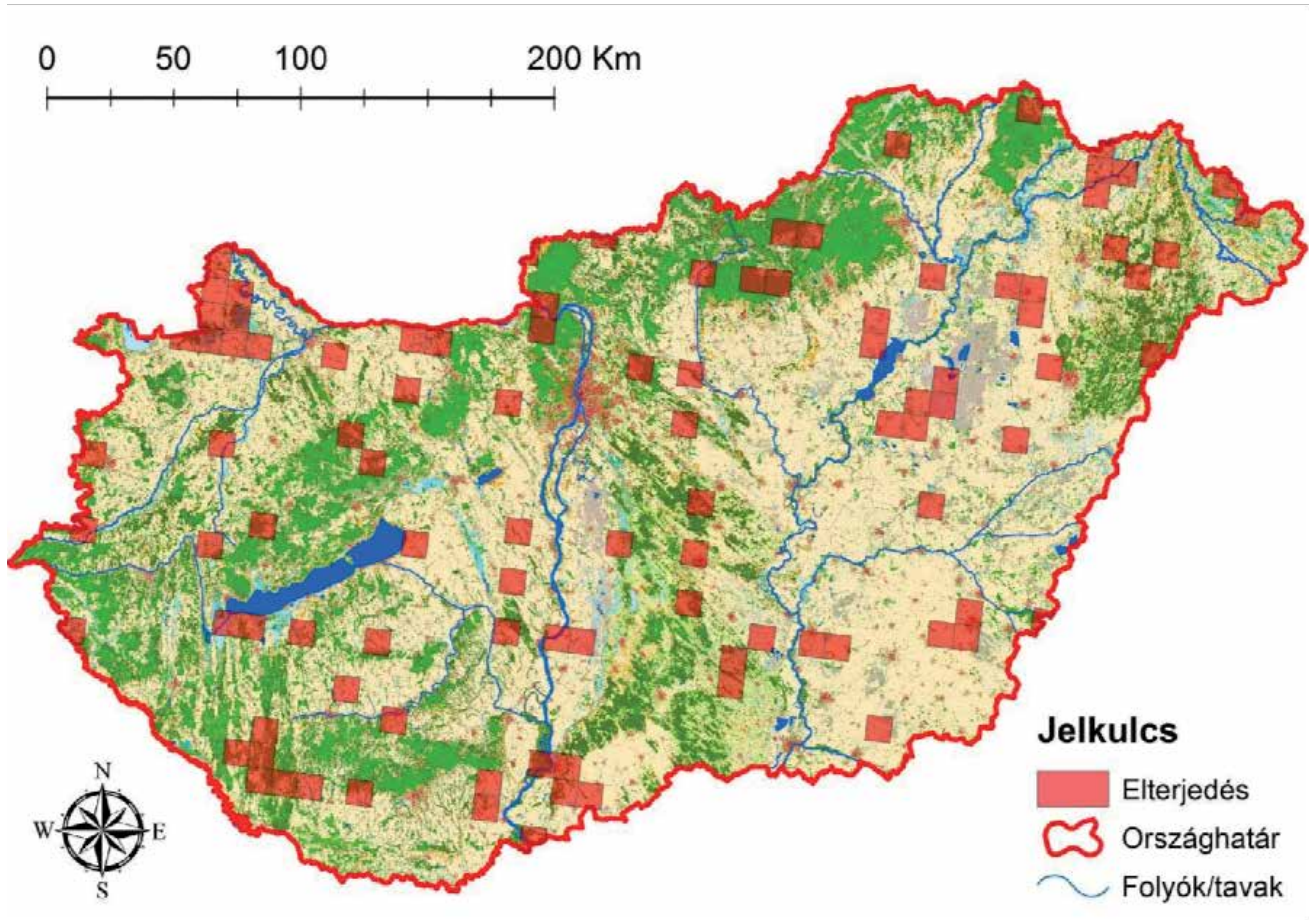 0 50 100 200 Km
Jelkulcs
Elterjedés
Országhatár
Folyók/tavak
N
W E
S